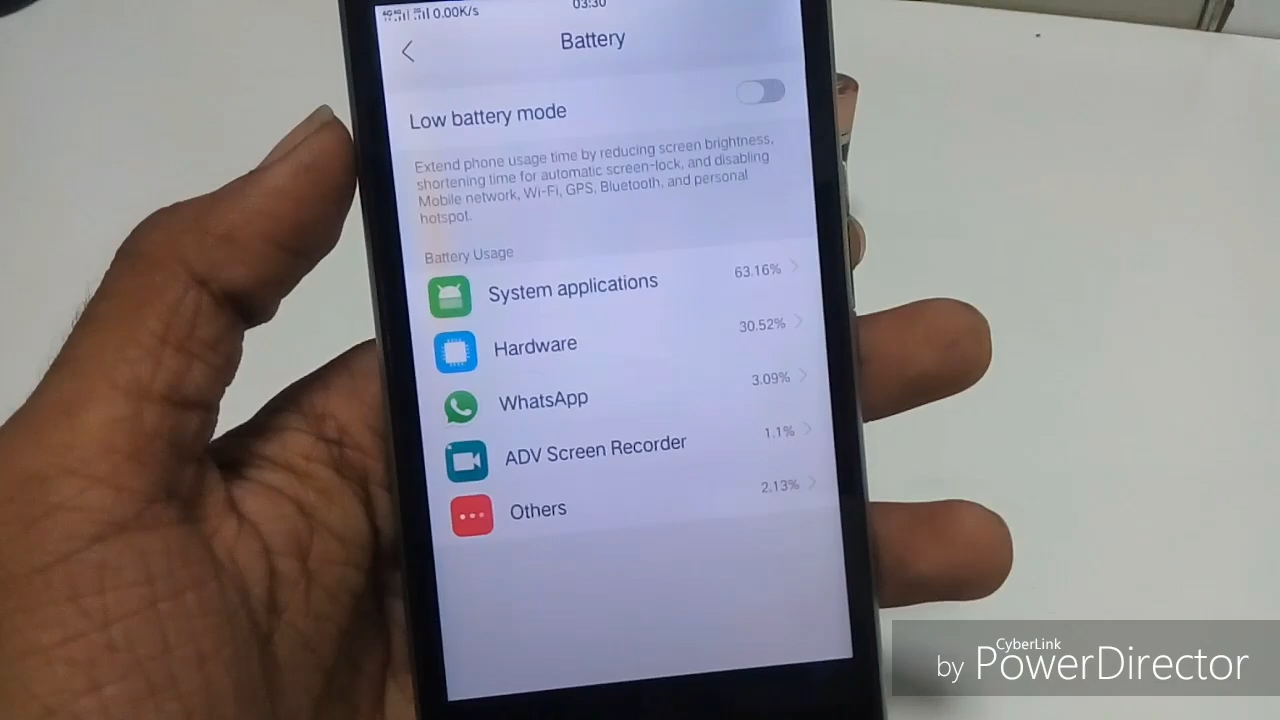 0.00K/s 03:30
Battery
Low battery mode
Extend phone usage time by reducing screen brightness,
shortening time for automatic screen-lock, and disabling
Mobile network, Wi-Fi, GPS, Bluetooth, and personal
hotspot.
Battery Usage
System applications 63.16%
Hardware 30.52%
WhatsApp 3.09%
ADV Screen Recorder 1.1%
Others 2.13%
CyberLink
by PowerDirector